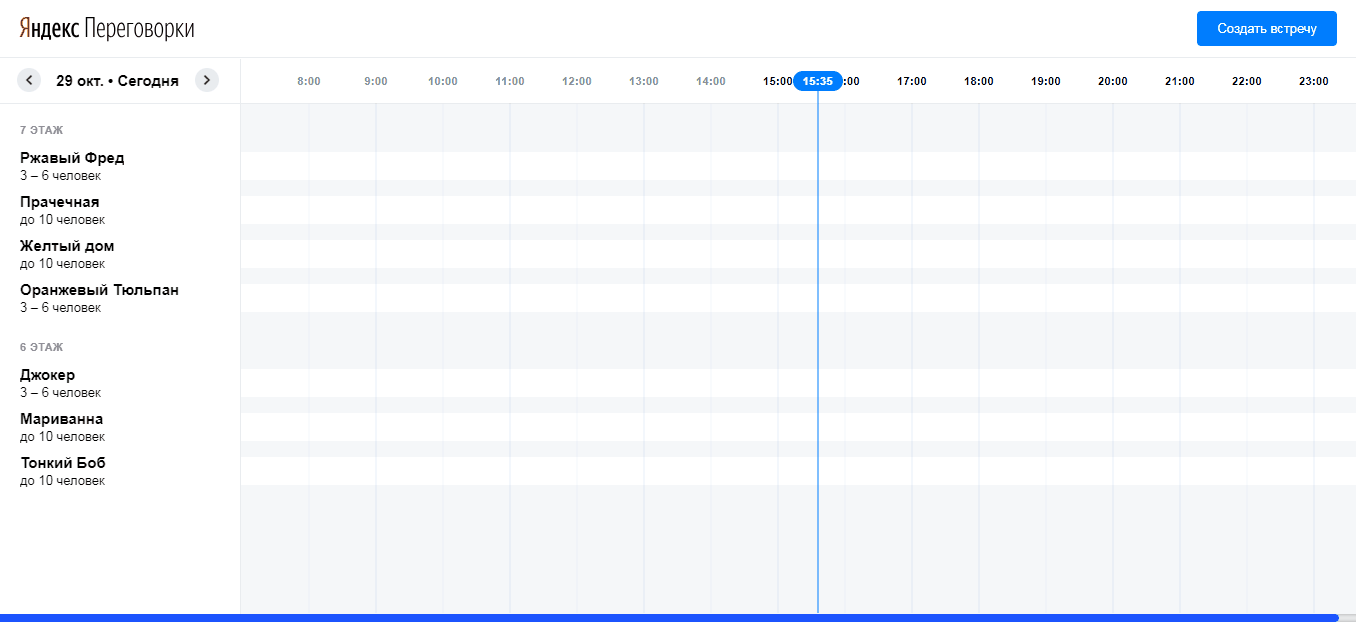 Яндекс Переговорки
Создать встречу
29 окт. • Сегодня
8:00 9:00 10:00 11:00 12:00 13:00 14:00 15:00 15:35 :00 17:00 18:00 19:00 20:00 21:00 22:00 23:00
7 ЭТАЖ
Ржавый Фред
3 – 6 человек
Прачечная
до 10 человек
Желтый дом
до 10 человек
Оранжевый Тюльпан
3 – 6 человек
6 ЭТАЖ
Джокер
3 – 6 человек
Мариванна
до 10 человек
Тонкий Боб
до 10 человек